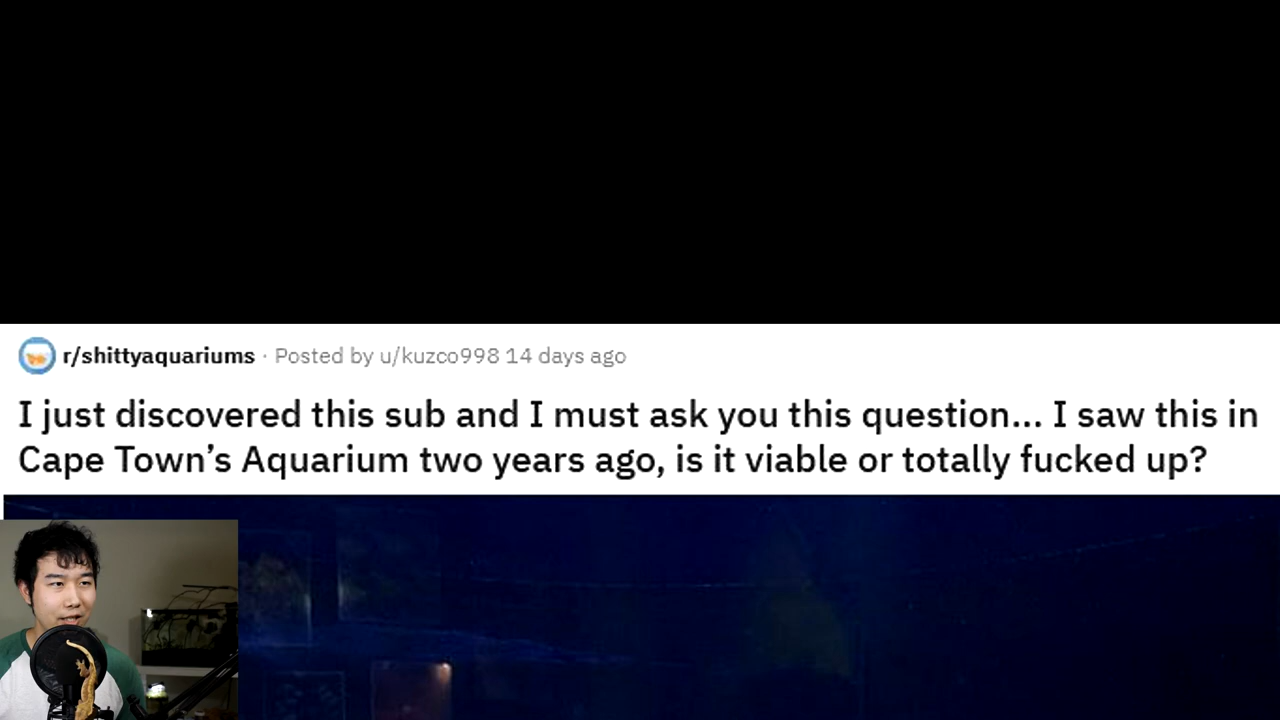 r/shittyaquariums · Posted by u/kuzco998 14 days ago
I just discovered this sub and I must ask you this question... I saw this in
Cape Town’s Aquarium two years ago, is it viable or totally fucked up?